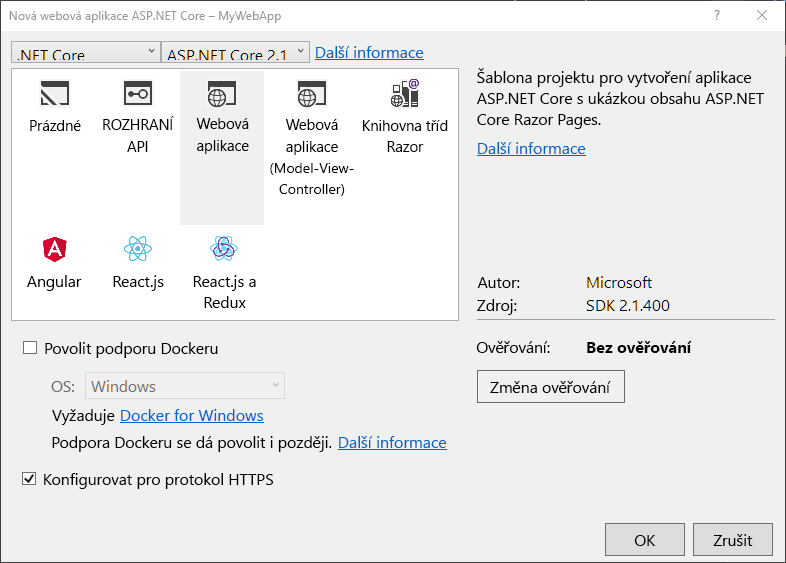 Nová webová aplikace ASP.NET Core – MyWebApp
.NET Core ASP.NET Core 2.1 Další informace
Prázdné
ROZHRANÍ
API
Webová
aplikace
Webová
aplikace
(Model-View-
Controller)
Knihovna tříd
Razor
Angular
React.js
React.js a
Redux
Šablona projektu pro vytvoření aplikace
ASP.NET Core s ukázkou obsahu ASP.NET
Core Razor Pages.
Další informace
Autor: Microsoft
Zdroj: SDK 2.1.400
Ověřování: Bez ověřování
Změna ověřování
Povolit podporu Dockeru
OS: Windows
Vyžaduje Docker for Windows
Podpora Dockeru se dá povolit i později. Další informace
Konfigurovat pro protokol HTTPS
OK Zrušit